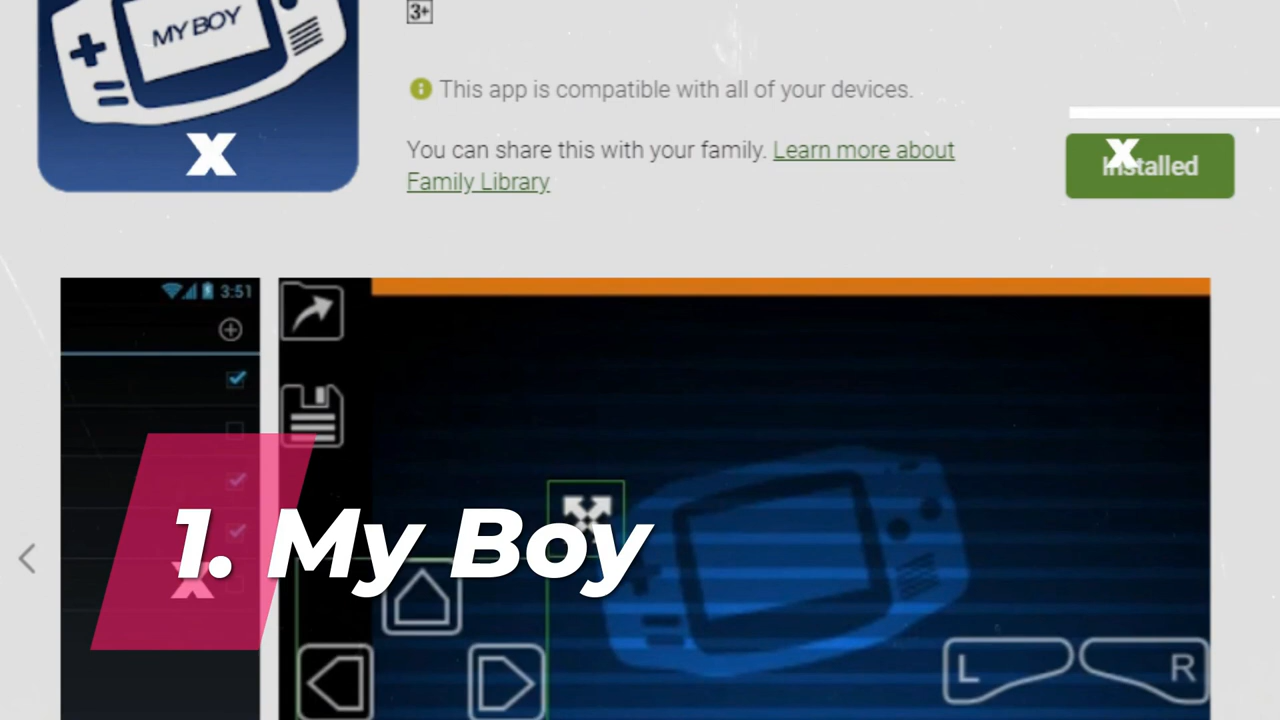 MY BOY
3+
This app is compatible with all of your devices.
You can share this with your family. Learn more about
Family Library
x
x
Installed
3:51
1. My Boy
x
L
R